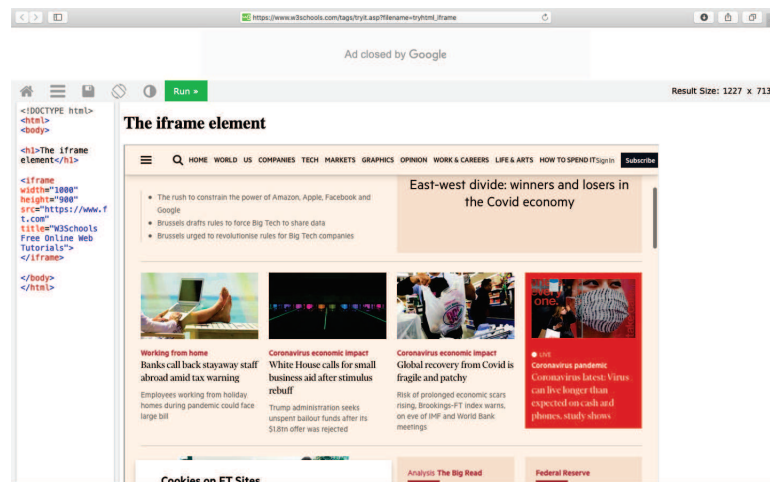 https://www.w3schools.com/tags/tryit.asp?filename=tryhtml_iframe
Ad closed by Google
Run »
Result Size: 1227 x 713
<!DOCTYPE html>
<html>
<body>
<h1>The iframe
element</h1>
<iframe
width="1000"
height="900"
src="https://www.f
t.com"
title="W3Schools
Free Online Web
Tutorials">
</iframe>
</body>
</html>
The iframe element
HOME WORLD US COMPANIES TECH MARKETS GRAPHICS OPINION WORK & CAREERS LIFE & ARTS HOW TO SPEND IT Sign In Subscribe
• The rush to constrain the power of Amazon, Apple, Facebook and
Google
• Brussels drafts rules to force Big Tech to share data
• Brussels urged to revolutionise rules for Big Tech companies
East-west divide: winners and losers in
the Covid economy
Working from home
Banks call back stayaway staff
abroad amid tax warning
Employees working from holiday
homes during pandemic could face
large bill
Coronavirus economic impact
White House calls for small
business aid after stimulus
rebuff
Trump administration seeks
unspent bailout funds after its
$1.8tn offer was rejected
Coronavirus economic impact
Global recovery from Covid is
fragile and patchy
Risk of prolonged economic scars
rising, Brookings-FT index warns,
on eve of IMF and World Bank
meetings
every
one.
LIVE
Coronavirus pandemic
Coronavirus latest: Virus
can live longer than
expected on cash and
phones, study shows
Cookies on FT Sites
Analysis The Big Read
Federal Reserve